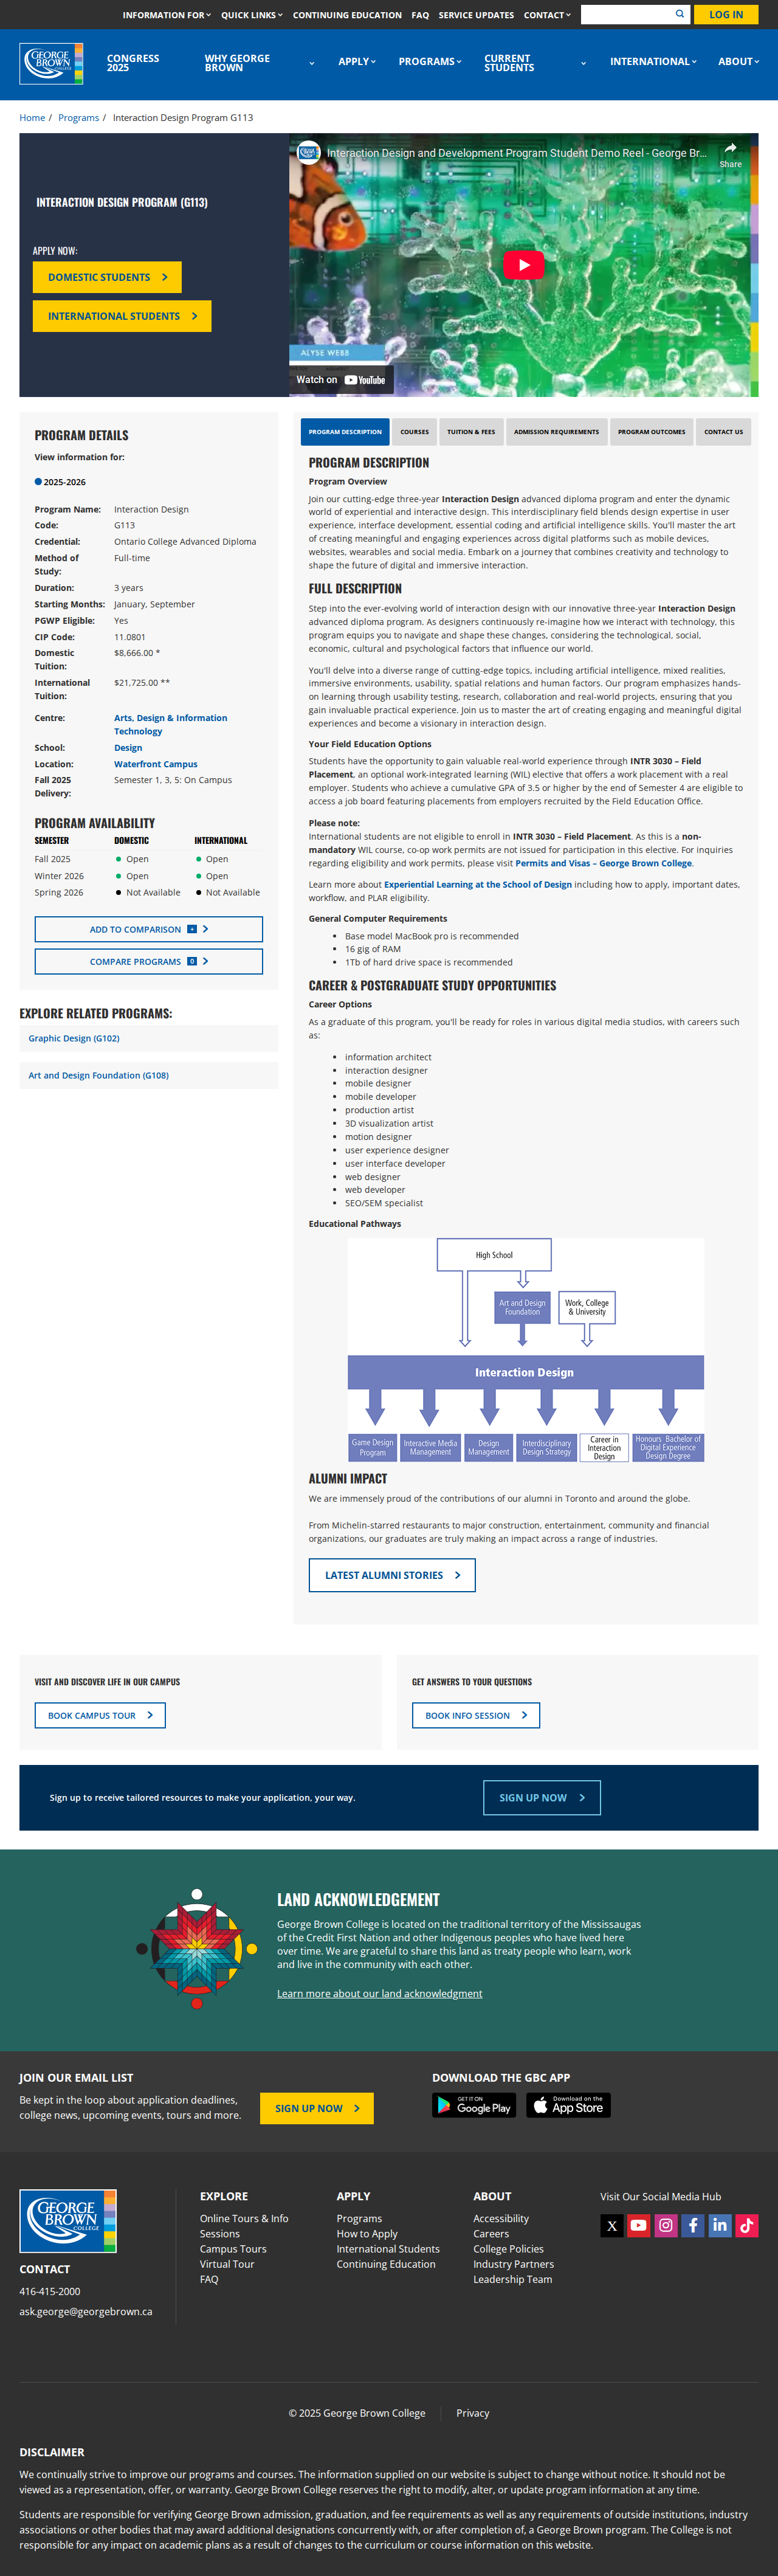 INFORMATION FOR QUICK LINKS CONTINUING EDUCATION FAQ SERVICE UPDATES CONTACT LOG IN
GEORGE BROWN COLLEGE
CONGRESS 2025 WHY GEORGE BROWN APPLY PROGRAMS CURRENT STUDENTS INTERNATIONAL ABOUT
Home / Programs / Interaction Design Program G113
INTERACTION DESIGN PROGRAM (G113)
APPLY NOW:
DOMESTIC STUDENTS
INTERNATIONAL STUDENTS
Interaction Design and Development Program Student Demo Reel - George Br...
Share
ALYSE WEBB
Watch on YouTube
PROGRAM DETAILS
View information for:
2025-2026
Program Name: Interaction Design
Code: G113
Credential: Ontario College Advanced Diploma
Method of Study: Full-time
Duration: 3 years
Starting Months: January, September
PGWP Eligible: Yes
CIP Code: 11.0801
Domestic Tuition: $8,666.00 *
International Tuition: $21,725.00 **
Centre: Arts, Design & Information Technology
School: Design
Location: Waterfront Campus
Fall 2025 Delivery: Semester 1, 3, 5: On Campus
PROGRAM AVAILABILITY
SEMESTER DOMESTIC INTERNATIONAL
Fall 2025 Open Open
Winter 2026 Open Open
Spring 2026 Not Available Not Available
ADD TO COMPARISON +
COMPARE PROGRAMS 0
EXPLORE RELATED PROGRAMS:
Graphic Design (G102)
Art and Design Foundation (G108)
PROGRAM DESCRIPTION COURSES TUITION & FEES ADMISSION REQUIREMENTS PROGRAM OUTCOMES CONTACT US
PROGRAM DESCRIPTION
Program Overview
Join our cutting-edge three-year Interaction Design advanced diploma program and enter the dynamic
world of experiential and interactive design. This interdisciplinary field blends design expertise in user
experience, interface development, essential coding and artificial intelligence skills. You'll master the art
of creating meaningful and engaging experiences across digital platforms such as mobile devices,
websites, wearables and social media. Embark on a journey that combines creativity and technology to
shape the future of digital and immersive interaction.
FULL DESCRIPTION
Step into the ever-evolving world of interaction design with our innovative three-year Interaction Design
advanced diploma program. As designers continuously re-imagine how we interact with technology, this
program equips you to navigate and shape these changes, considering the technological, social,
economic, cultural and psychological factors that influence our world.
You'll delve into a diverse range of cutting-edge topics, including artificial intelligence, mixed realities,
immersive environments, usability, spatial relations and human factors. Our program emphasizes hands-
on learning through usability testing, research, collaboration and real-world projects, ensuring that you
gain invaluable practical experience. Join us to master the art of creating engaging and meaningful digital
experiences and become a visionary in interaction design.
Your Field Education Options
Students have the opportunity to gain valuable real-world experience through INTR 3030 – Field
Placement, an optional work-integrated learning (WIL) elective that offers a work placement with a real
employer. Students who achieve a cumulative GPA of 3.5 or higher by the end of Semester 4 are eligible to
access a job board featuring placements from employers recruited by the Field Education Office.
Please note:
International students are not eligible to enroll in INTR 3030 – Field Placement. As this is a non-
mandatory WIL course, co-op work permits are not issued for participation in this elective. For inquiries
regarding eligibility and work permits, please visit Permits and Visas – George Brown College.
Learn more about Experiential Learning at the School of Design including how to apply, important dates,
workflow, and PLAR eligibility.
General Computer Requirements
• Base model MacBook pro is recommended
• 16 gig of RAM
• 1Tb of hard drive space is recommended
CAREER & POSTGRADUATE STUDY OPPORTUNITIES
Career Options
As a graduate of this program, you'll be ready for roles in various digital media studios, with careers such
as:
• information architect
• interaction designer
• mobile designer
• mobile developer
• production artist
• 3D visualization artist
• motion designer
• user experience designer
• user interface developer
• web designer
• web developer
• SEO/SEM specialist
Educational Pathways
High School
Art and Design Foundation
Work, College & University
Interaction Design
Game Design Program
Interactive Media Management
Design Management
Interdisciplinary Design Strategy
Career in Interaction Design
Honours Bachelor of Digital Experience Design Degree
ALUMNI IMPACT
We are immensely proud of the contributions of our alumni in Toronto and around the globe.
From Michelin-starred restaurants to major construction, entertainment, community and financial
organizations, our graduates are truly making an impact across a range of industries.
LATEST ALUMNI STORIES
VISIT AND DISCOVER LIFE IN OUR CAMPUS
BOOK CAMPUS TOUR
GET ANSWERS TO YOUR QUESTIONS
BOOK INFO SESSION
Sign up to receive tailored resources to make your application, your way.
SIGN UP NOW
LAND ACKNOWLEDGEMENT
George Brown College is located on the traditional territory of the Mississaugas
of the Credit First Nation and other Indigenous peoples who have lived here
over time. We are grateful to share this land as treaty people who learn, work
and live in the community with each other.
Learn more about our land acknowledgment
JOIN OUR EMAIL LIST
Be kept in the loop about application deadlines,
college news, upcoming events, tours and more.
SIGN UP NOW
DOWNLOAD THE GBC APP
GET IT ON Google Play
Download on the App Store
GEORGE BROWN COLLEGE
CONTACT
416-415-2000
ask.george@georgebrown.ca
EXPLORE
Online Tours & Info
Sessions
Campus Tours
Virtual Tour
FAQ
APPLY
Programs
How to Apply
International Students
Continuing Education
ABOUT
Accessibility
Careers
College Policies
Industry Partners
Leadership Team
Visit Our Social Media Hub
© 2025 George Brown College Privacy
DISCLAIMER
We continually strive to improve our programs and courses. The information supplied on our website is subject to change without notice. It should not be
viewed as a representation, offer, or warranty. George Brown College reserves the right to modify, alter, or update program information at any time.
Students are responsible for verifying George Brown admission, graduation, and fee requirements as well as any requirements of outside institutions, industry
associations or other bodies that may award additional designations concurrently with, or after completion of, a George Brown program. The College is not
responsible for any impact on academic plans as a result of changes to the curriculum or course information on this website.